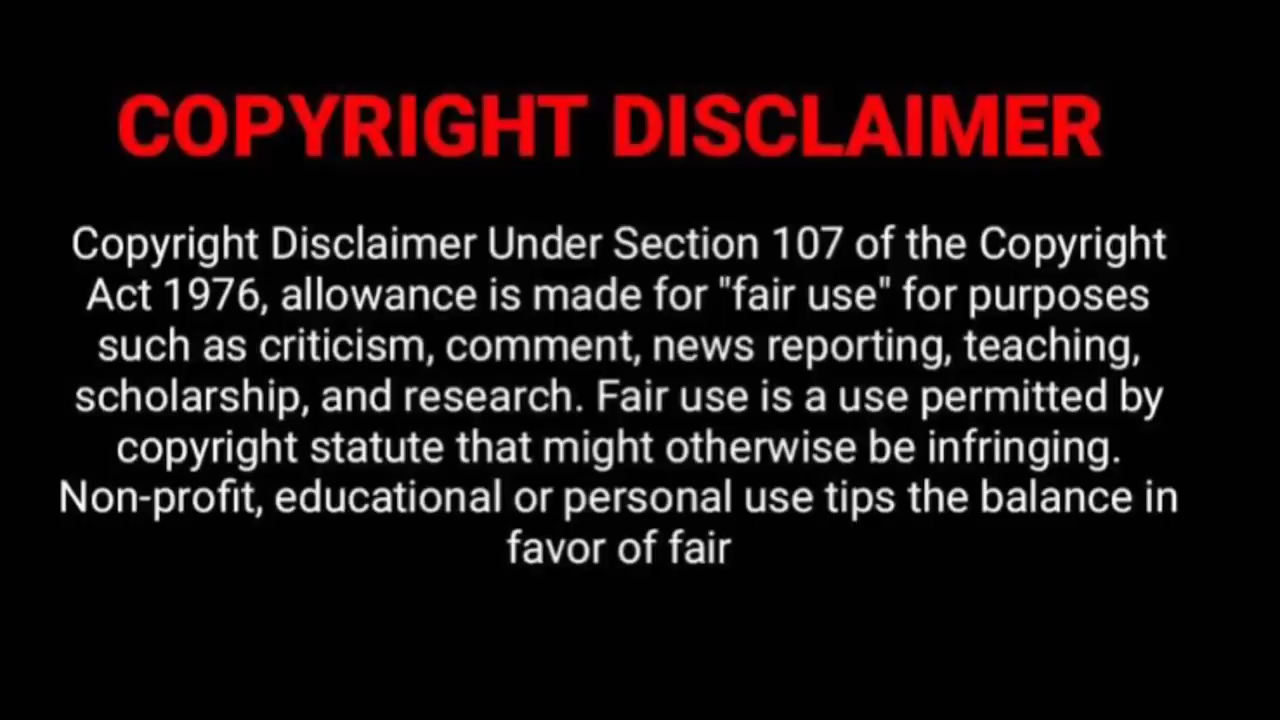 COPYRIGHT DISCLAIMER
Copyright Disclaimer Under Section 107 of the Copyright
Act 1976, allowance is made for "fair use" for purposes
such as criticism, comment, news reporting, teaching,
scholarship, and research. Fair use is a use permitted by
copyright statute that might otherwise be infringing.
Non-profit, educational or personal use tips the balance in
favor of fair